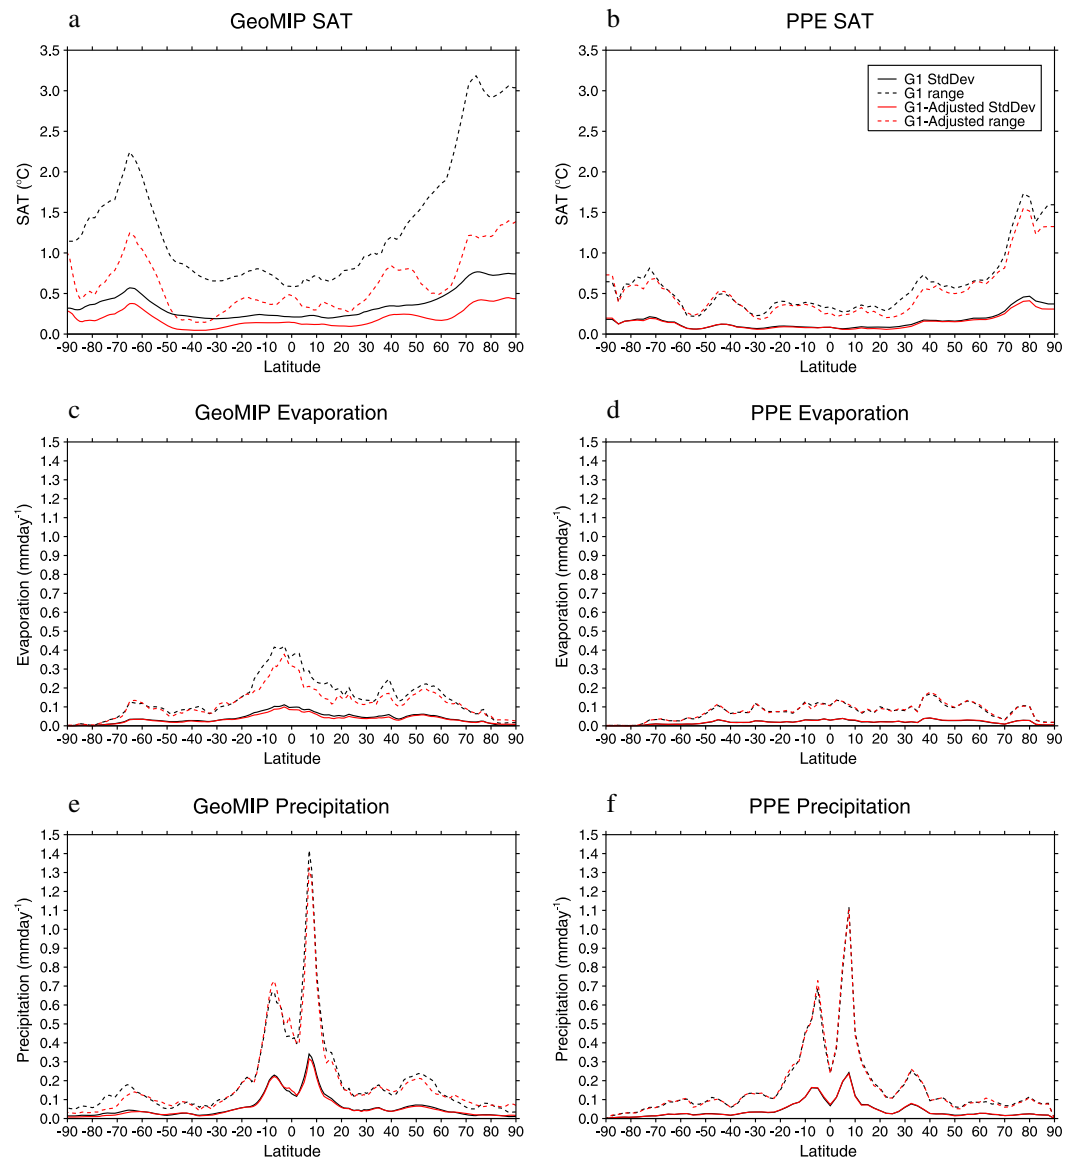 a
GeoMIP SAT
3.5
3.0
2.5
2.0
1.5
1.0
0.5
0.0
SAT (°C)
-90 -80 -70 -60 -50 -40 -30 -20 -10 0 10 20 30 40 50 60 70 80 90
Latitude
b
PPE SAT
G1 StdDev
G1 range
G1-Adjusted StdDev
G1-Adjusted range
3.5
3.0
2.5
2.0
1.5
1.0
0.5
0.0
SAT (°C)
-90 -80 -70 -60 -50 -40 -30 -20 -10 0 10 20 30 40 50 60 70 80 90
Latitude
c
GeoMIP Evaporation
1.5
1.4
1.3
1.2
1.1
1.0
0.9
0.8
0.7
0.6
0.5
0.4
0.3
0.2
0.1
0.0
Evaporation (mmday⁻¹)
-90 -80 -70 -60 -50 -40 -30 -20 -10 0 10 20 30 40 50 60 70 80 90
Latitude
d
PPE Evaporation
1.5
1.4
1.3
1.2
1.1
1.0
0.9
0.8
0.7
0.6
0.5
0.4
0.3
0.2
0.1
0.0
Evaporation (mmday⁻¹)
-90 -80 -70 -60 -50 -40 -30 -20 -10 0 10 20 30 40 50 60 70 80 90
Latitude
e
GeoMIP Precipitation
1.5
1.4
1.3
1.2
1.1
1.0
0.9
0.8
0.7
0.6
0.5
0.4
0.3
0.2
0.1
0.0
Precipitation (mmday⁻¹)
-90 -80 -70 -60 -50 -40 -30 -20 -10 0 10 20 30 40 50 60 70 80 90
Latitude
f
PPE Precipitation
1.5
1.4
1.3
1.2
1.1
1.0
0.9
0.8
0.7
0.6
0.5
0.4
0.3
0.2
0.1
0.0
Precipitation (mmday⁻¹)
-90 -80 -70 -60 -50 -40 -30 -20 -10 0 10 20 30 40 50 60 70 80 90
Latitude